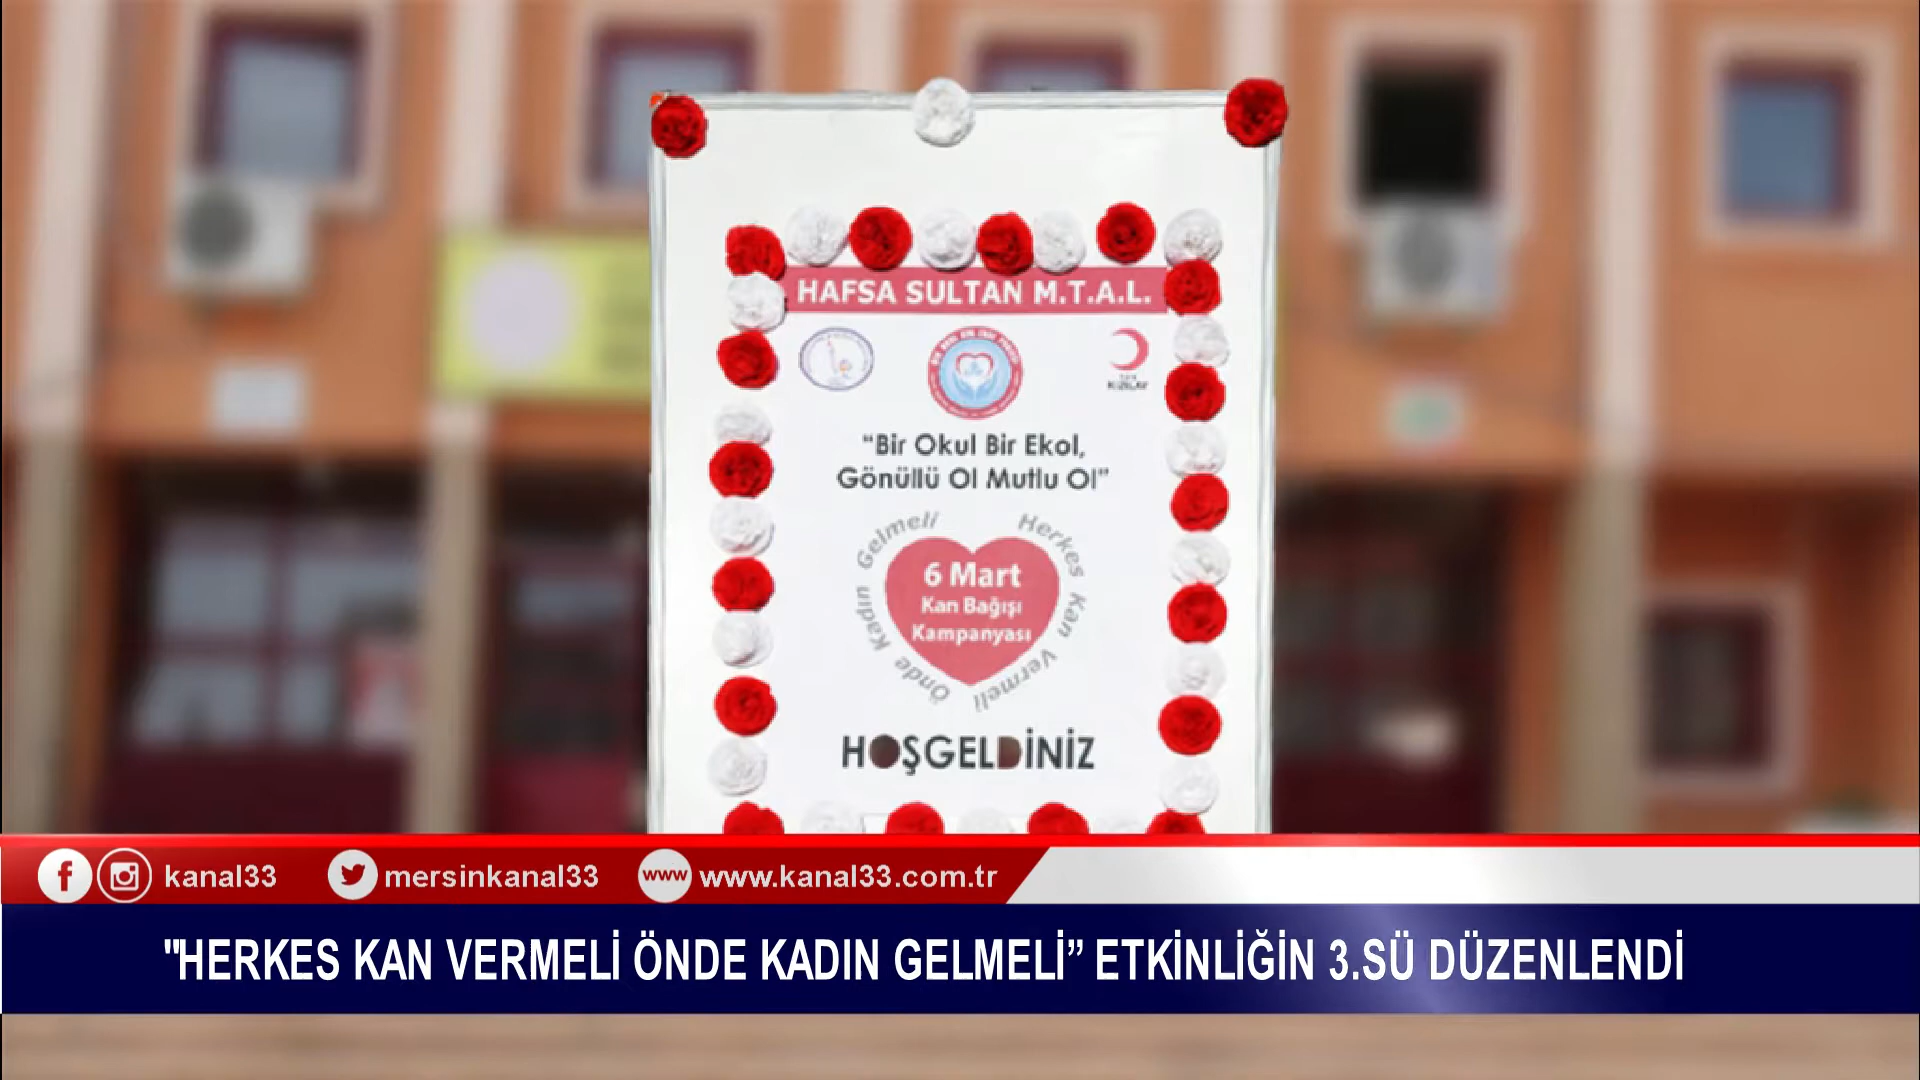 HAFSA SULTAN M.T.A.L.
KIZILAY
“Bir Okul Bir Ekol,
Gönüllü Ol Mutlu Ol”
Herkes Kan Vermeli
Önde Kadın Gelmeli
6 Mart
Kan Bağışı
Kampanyası
HOŞGELDİNİZ
kanal33
mersinkanal33
www
www.kanal33.com.tr
"HERKES KAN VERMELİ ÖNDE KADIN GELMELİ” ETKİNLİĞİN 3.SÜ DÜZENLENDİ